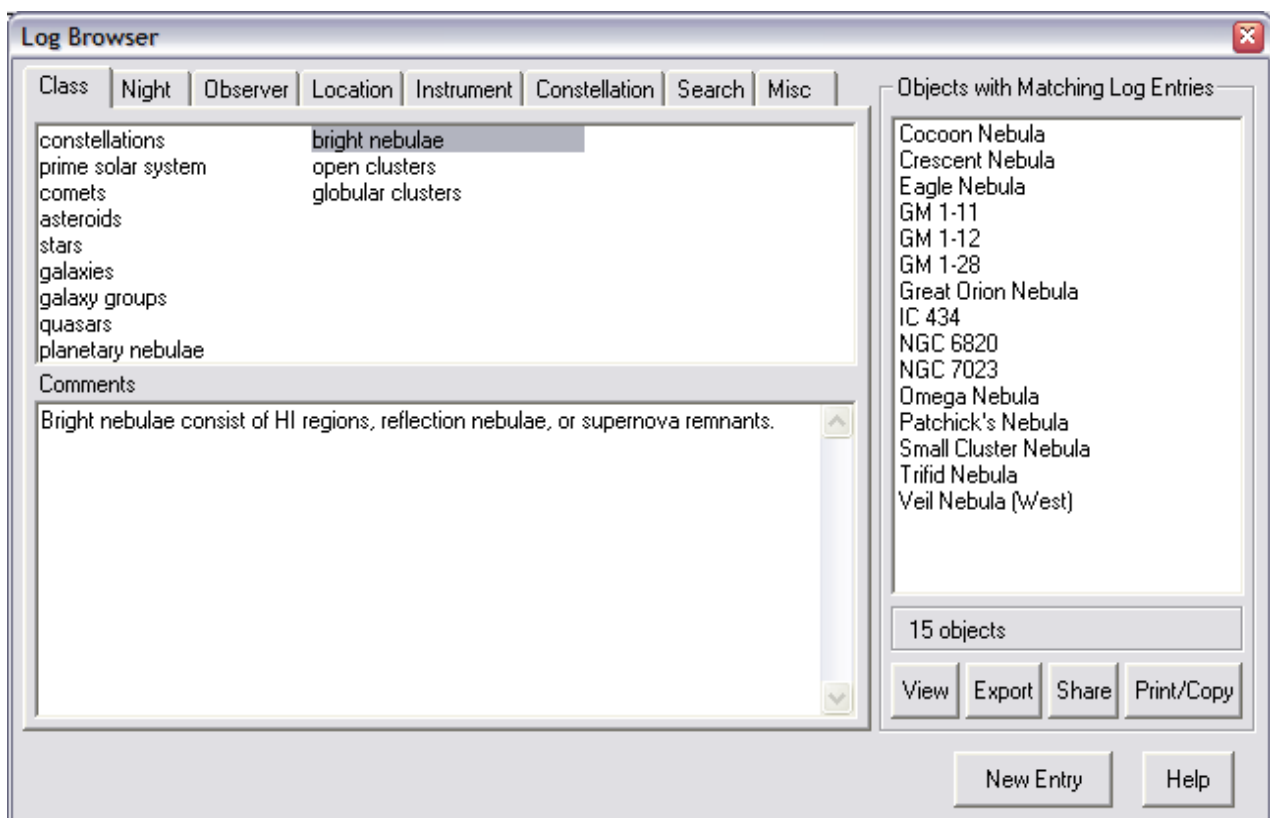 Log Browser
Class Night Observer Location Instrument Constellation Search Misc
constellations
prime solar system
comets
asteroids
stars
galaxies
galaxy groups
quasars
planetary nebulae
bright nebulae
open clusters
globular clusters
Comments
Bright nebulae consist of HI regions, reflection nebulae, or supernova remnants.
Objects with Matching Log Entries
Cocoon Nebula
Crescent Nebula
Eagle Nebula
GM 1-11
GM 1-12
GM 1-28
Great Orion Nebula
IC 434
NGC 6820
NGC 7023
Omega Nebula
Patchick's Nebula
Small Cluster Nebula
Trifid Nebula
Veil Nebula (West)
15 objects
View Export Share Print/Copy
New Entry Help